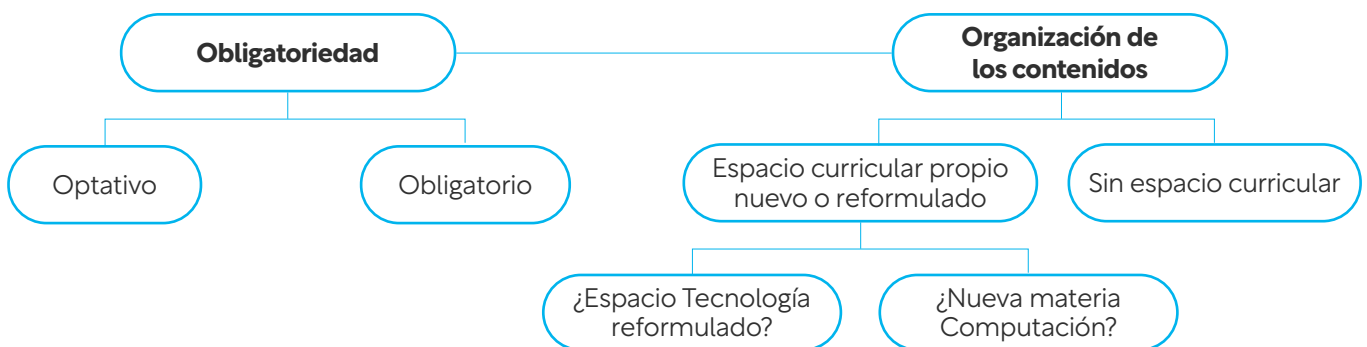 Obligatoriedad
Organización de
los contenidos
Optativo
Obligatorio
Espacio curricular propio
nuevo o reformulado
Sin espacio curricular
¿Espacio Tecnología
reformulado?
¿Nueva materia
Computación?